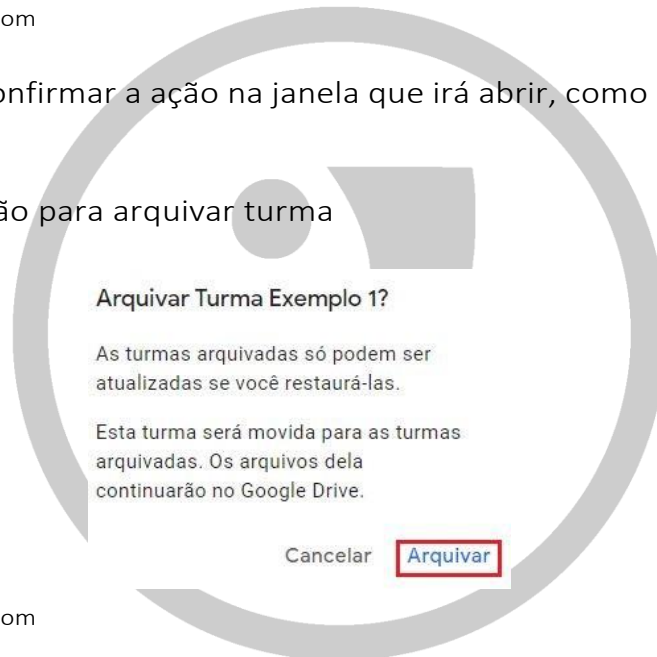 om
onfirmar a ação na janela que irá abrir, como
ão para arquivar turma
Arquivar Turma Exemplo 1?
As turmas arquivadas só podem ser
atualizadas se você restaurá-las.
Esta turma será movida para as turmas
arquivadas. Os arquivos dela
continuarão no Google Drive.
Cancelar Arquivar
om